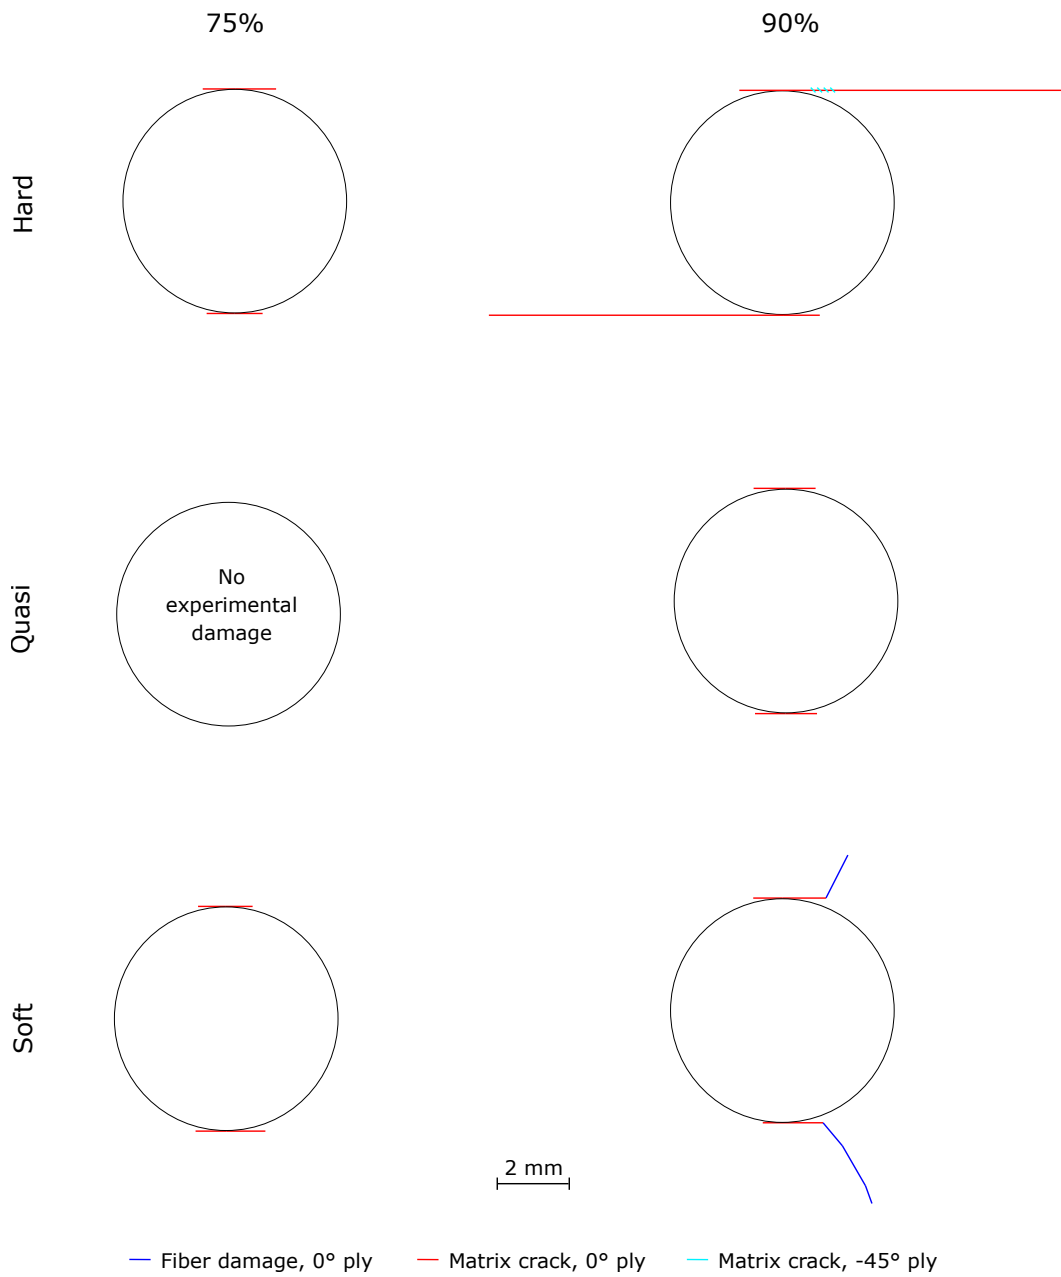 75%
90%
Hard
Quasi
No
experimental
damage
Soft
2 mm
Fiber damage, 0° ply
Matrix crack, 0° ply
Matrix crack, -45° ply